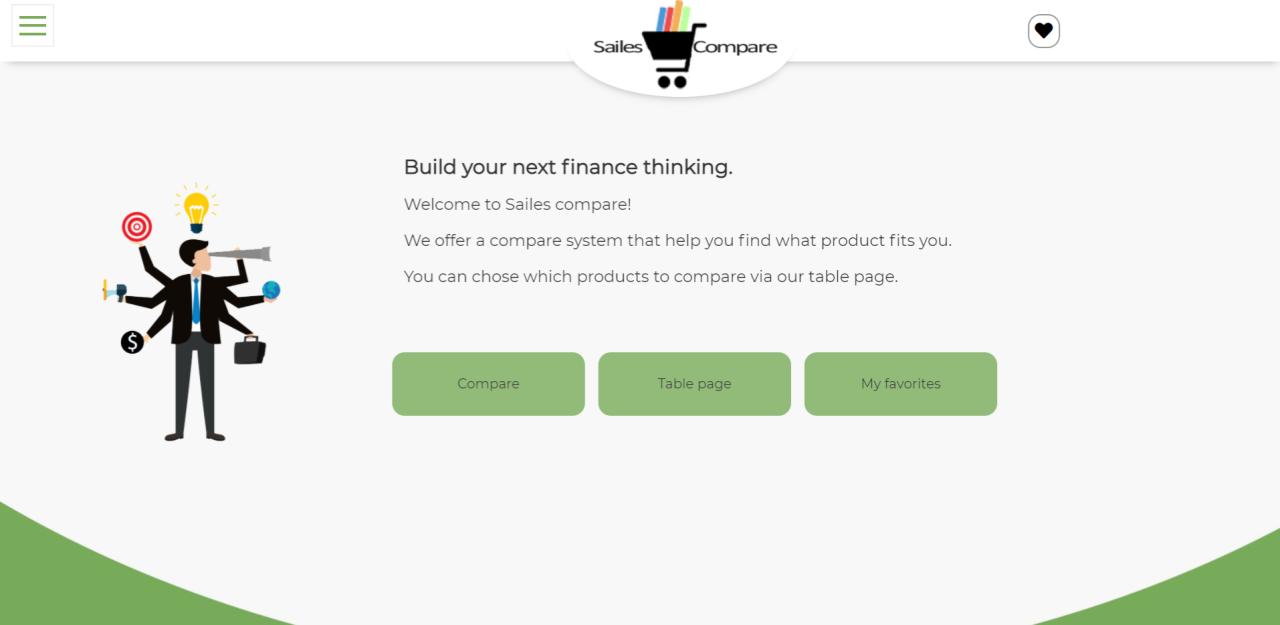 Sailes Compare
Build your next finance thinking.
Welcome to Sailes compare!
We offer a compare system that help you find what product fits you.
You can chose which products to compare via our table page.
$
Compare
Table page
My favorites